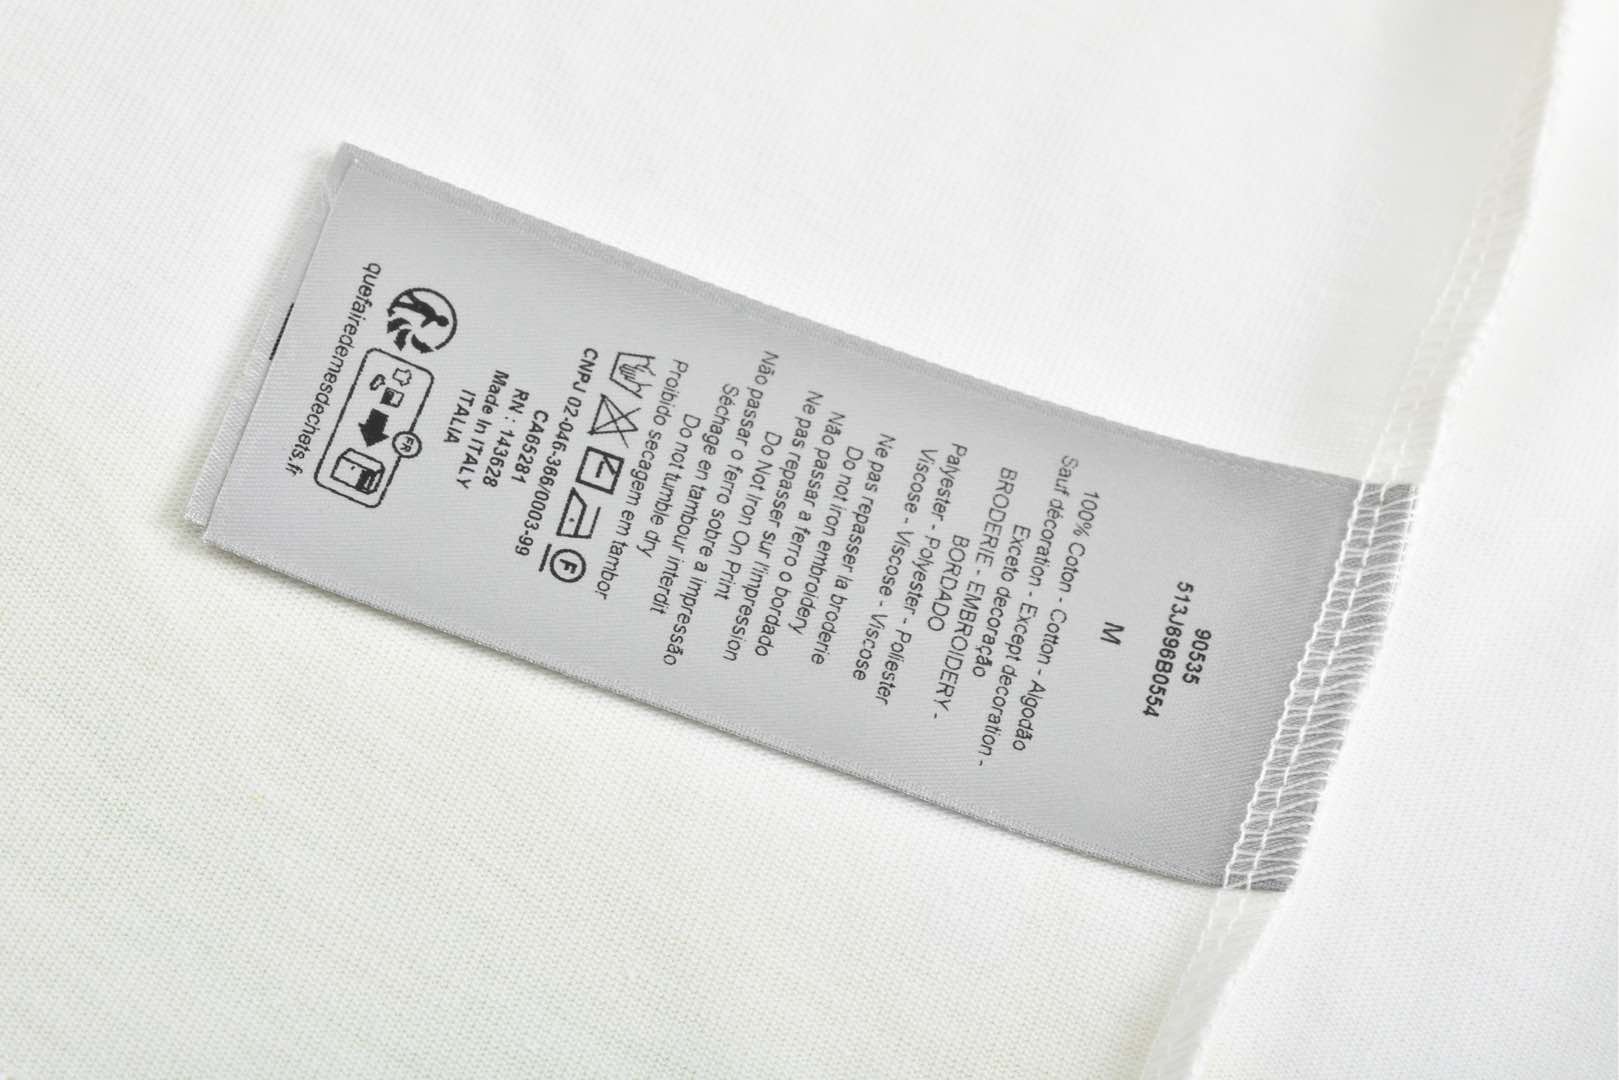 90535
513J696B0554
M
100% Coton - Cotton - Algodão
Sauf décoration - Except decoration -
Exceto decoração
BRODERIE - EMBROIDERY -
BORDADO
Polyester - Polyester - Poliester
Viscose - Viscose - Viscose
Ne pas repasser la broderie
Do not iron embroidery
Não passar a ferro o bordado
Ne pas repasser sur l'impression
Do Not Iron On Print
Não passar o ferro sobre a impressão
Séchage en tambour interdit
Do not tumble dry
Proibido secagem em tambor
F
CNPJ 02-046-366/0003-99
CA65281
RN : 143628
Made In ITALY
ITALIA
FR
quefairedemesdechets.fr